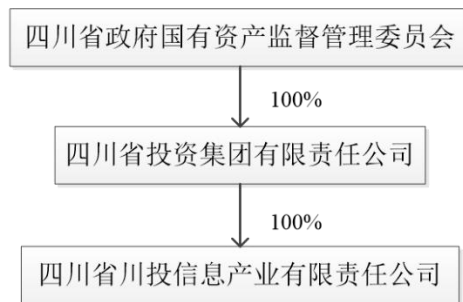 四川省政府国有资产监督管理委员会
100%
四川省投资集团有限责任公司
100%
四川省川投信息产业有限责任公司